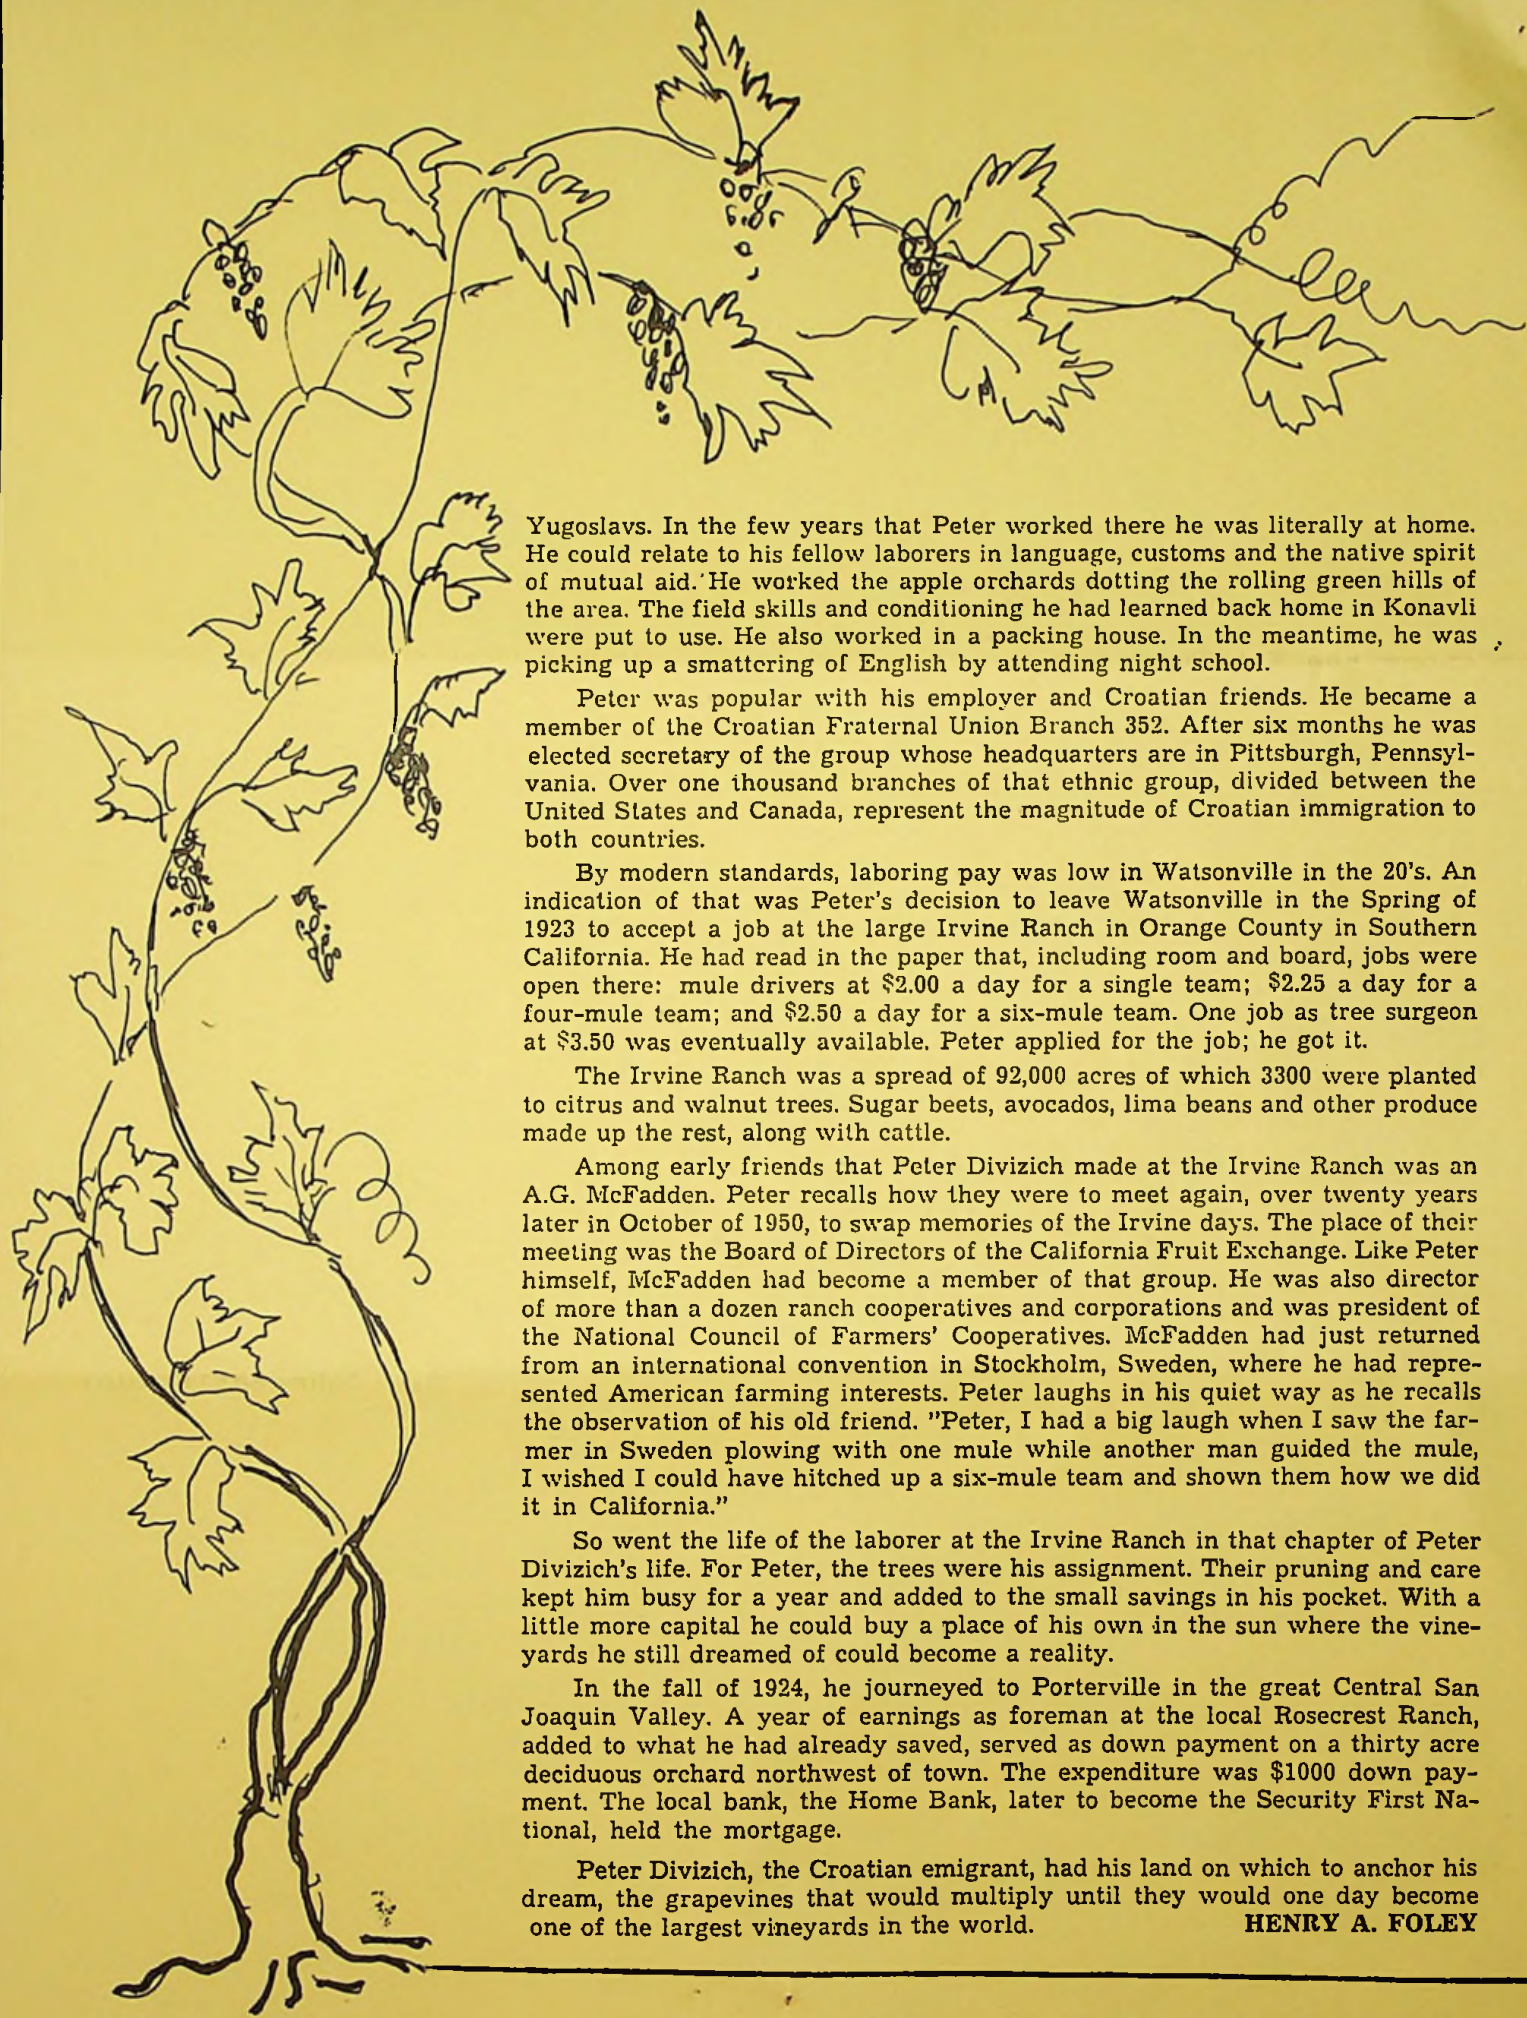 Yugoslavs. In the few years that Peter worked there he was literally at home.
He could relate to his fellow laborers in language, customs and the native spirit
of mutual aid. He worked the apple orchards dotting the rolling green hills of
the area. The field skills and conditioning he had learned back home in Konavli
were put to use. He also worked in a packing house. In the meantime, he was
picking up a smattering of English by attending night school.
Peter was popular with his employer and Croatian friends. He became a
member of the Croatian Fraternal Union Branch 352. After six months he was
elected secretary of the group whose headquarters are in Pittsburgh, Pennsyl-
vania. Over one thousand branches of that ethnic group, divided between the
United States and Canada, represent the magnitude of Croatian immigration to
both countries.
By modern standards, laboring pay was low in Watsonville in the 20's. An
indication of that was Peter's decision to leave Watsonville in the Spring of
1923 to accept a job at the large Irvine Ranch in Orange County in Southern
California. He had read in the paper that, including room and board, jobs were
open there: mule drivers at $2.00 a day for a single team; $2.25 a day for a
four-mule team; and $2.50 a day for a six-mule team. One job as tree surgeon
at $3.50 was eventually available. Peter applied for the job; he got it.
The Irvine Ranch was a spread of 92,000 acres of which 3300 were planted
to citrus and walnut trees. Sugar beets, avocados, lima beans and other produce
made up the rest, along with cattle.
Among early friends that Peter Divizich made at the Irvine Ranch was an
A.G. McFadden. Peter recalls how they were to meet again, over twenty years
later in October of 1950, to swap memories of the Irvine days. The place of their
meeting was the Board of Directors of the California Fruit Exchange. Like Peter
himself, McFadden had become a member of that group. He was also director
of more than a dozen ranch cooperatives and corporations and was president of
the National Council of Farmers' Cooperatives. McFadden had just returned
from an international convention in Stockholm, Sweden, where he had repre-
sented American farming interests. Peter laughs in his quiet way as he recalls
the observation of his old friend. "Peter, I had a big laugh when I saw the far-
mer in Sweden plowing with one mule while another man guided the mule,
I wished I could have hitched up a six-mule team and shown them how we did
it in California."
So went the life of the laborer at the Irvine Ranch in that chapter of Peter
Divizich's life. For Peter, the trees were his assignment. Their pruning and care
kept him busy for a year and added to the small savings in his pocket. With a
little more capital he could buy a place of his own in the sun where the vine-
yards he still dreamed of could become a reality.
In the fall of 1924, he journeyed to Porterville in the great Central San
Joaquin Valley. A year of earnings as foreman at the local Rosecrest Ranch,
added to what he had already saved, served as down payment on a thirty acre
deciduous orchard northwest of town. The expenditure was $1000 down pay-
ment. The local bank, the Home Bank, later to become the Security First Na-
tional, held the mortgage.
Peter Divizich, the Croatian emigrant, had his land on which to anchor his
dream, the grapevines that would multiply until they would one day become
one of the largest vineyards in the world. HENRY A. FOLEY